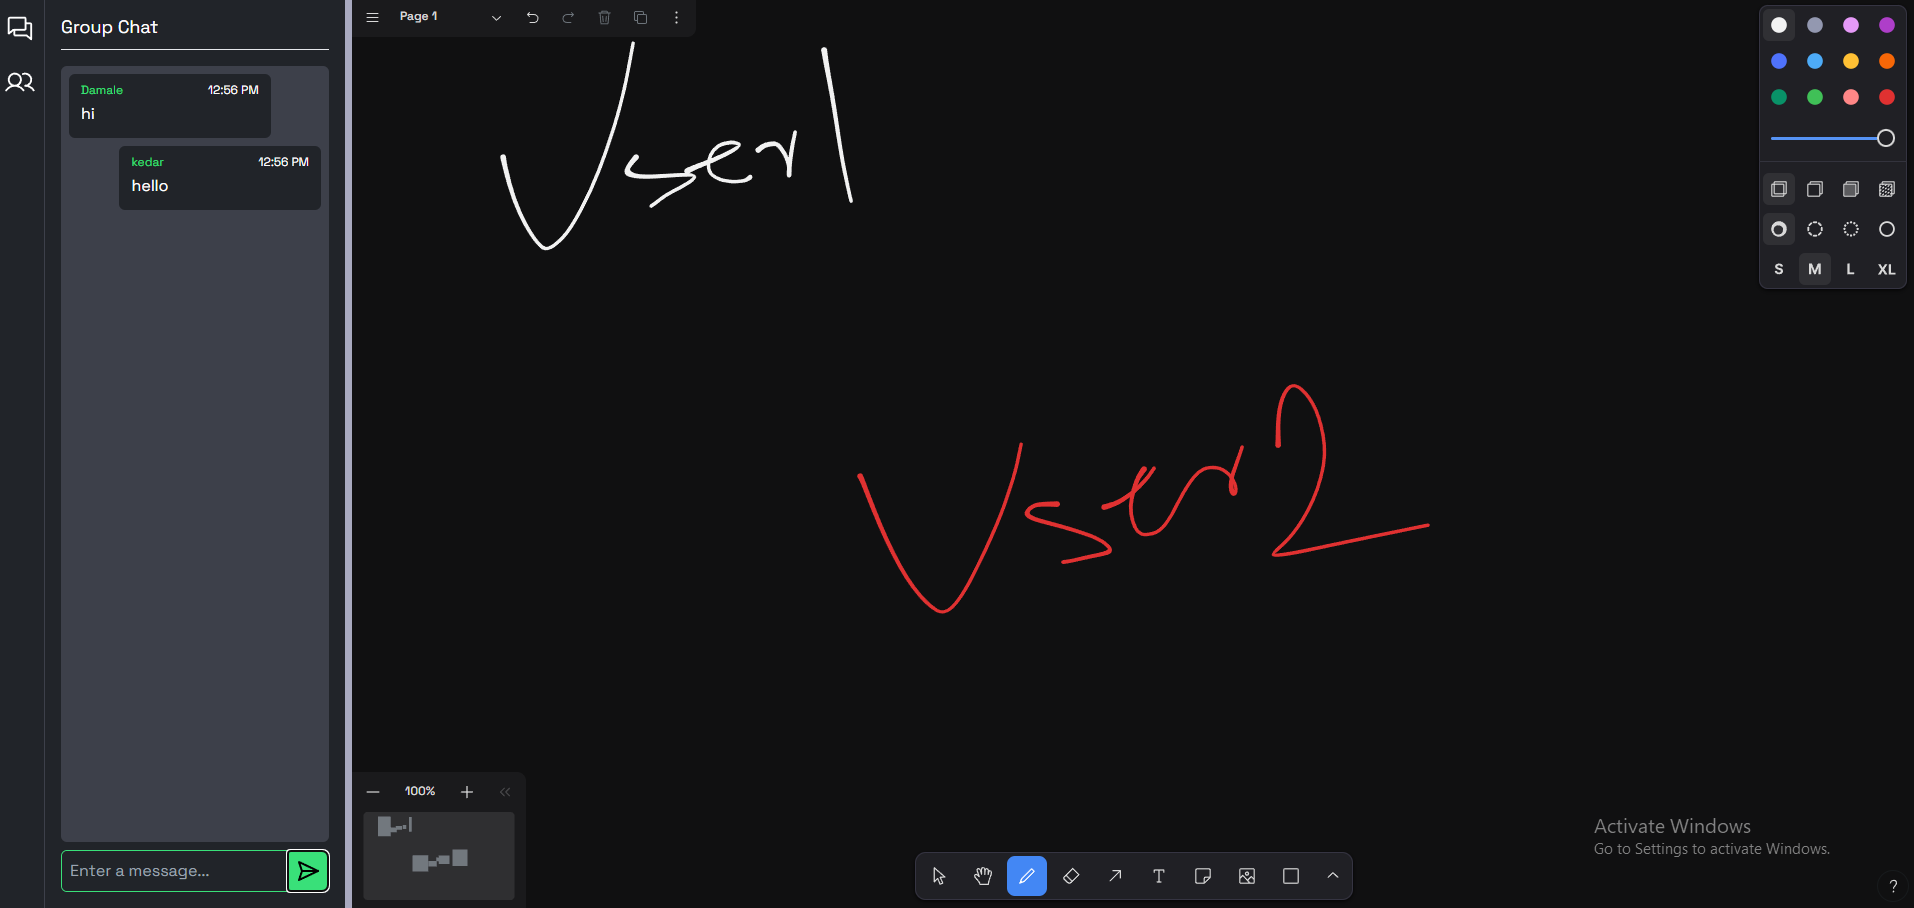 Group Chat
Damale 12:56 PM
hi
kedar 12:56 PM
hello
Enter a message...
Page 1
User1
User2
S M L XL
100%
Activate Windows
Go to Settings to activate Windows.
T
?